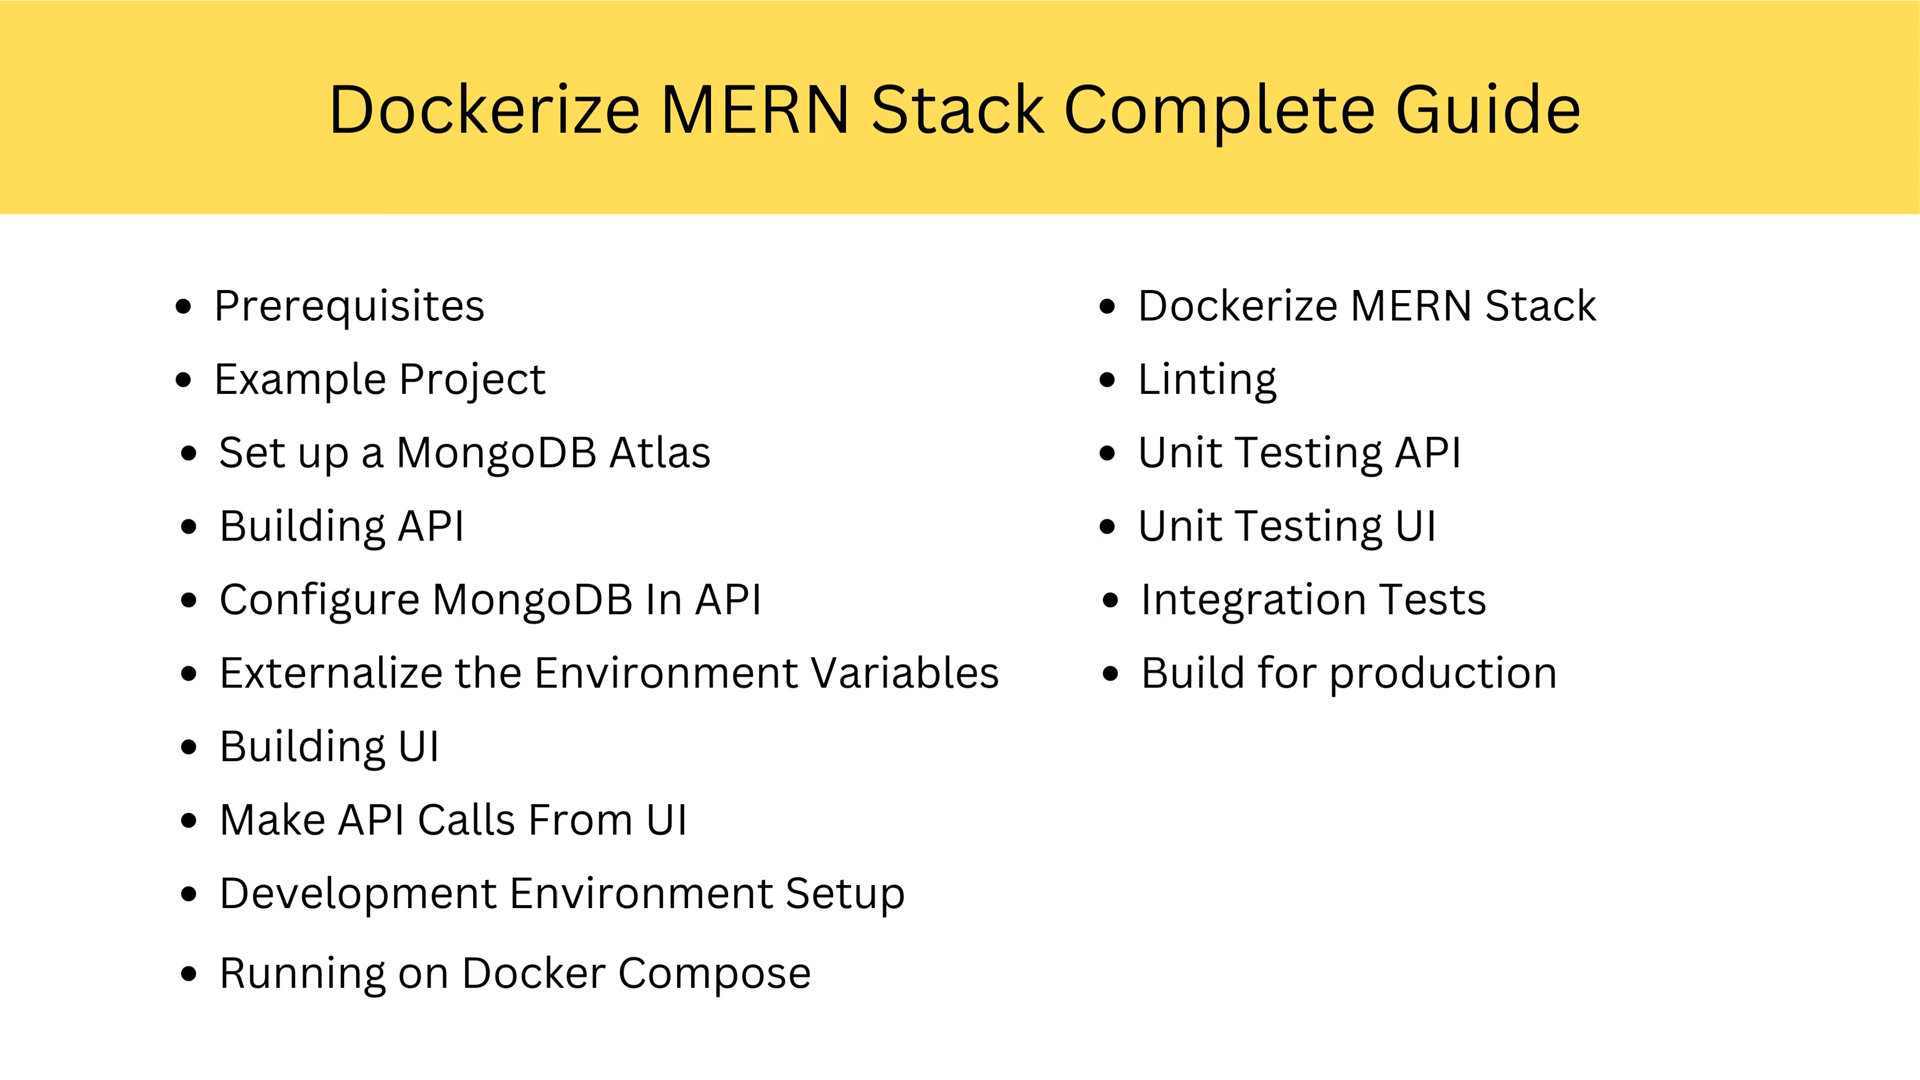 Dockerize MERN Stack Complete Guide
Prerequisites
Example Project
Set up a MongoDB Atlas
Building API
Configure MongoDB In API
Externalize the Environment Variables
Building UI
Make API Calls From UI
Development Environment Setup
Running on Docker Compose
Dockerize MERN Stack
Linting
Unit Testing API
Unit Testing UI
Integration Tests
Build for production